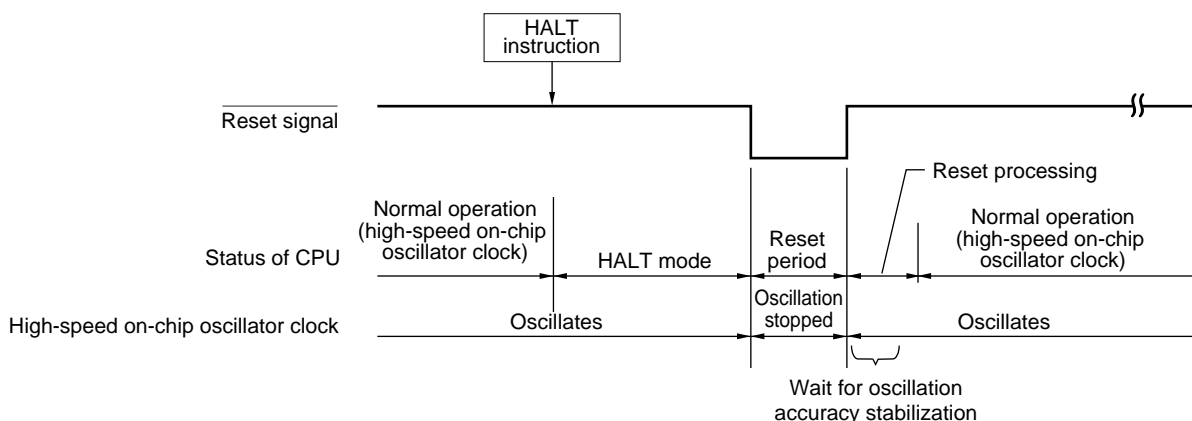 HALT
instruction
Reset signal
Reset processing
Normal operation
(high-speed on-chip
oscillator clock)
Normal operation
(high-speed on-chip
oscillator clock)
Reset
period
Status of CPU
HALT mode
Oscillation
stopped
High-speed on-chip oscillator clock
Oscillates
Oscillates
Wait for oscillation
accuracy stabilization